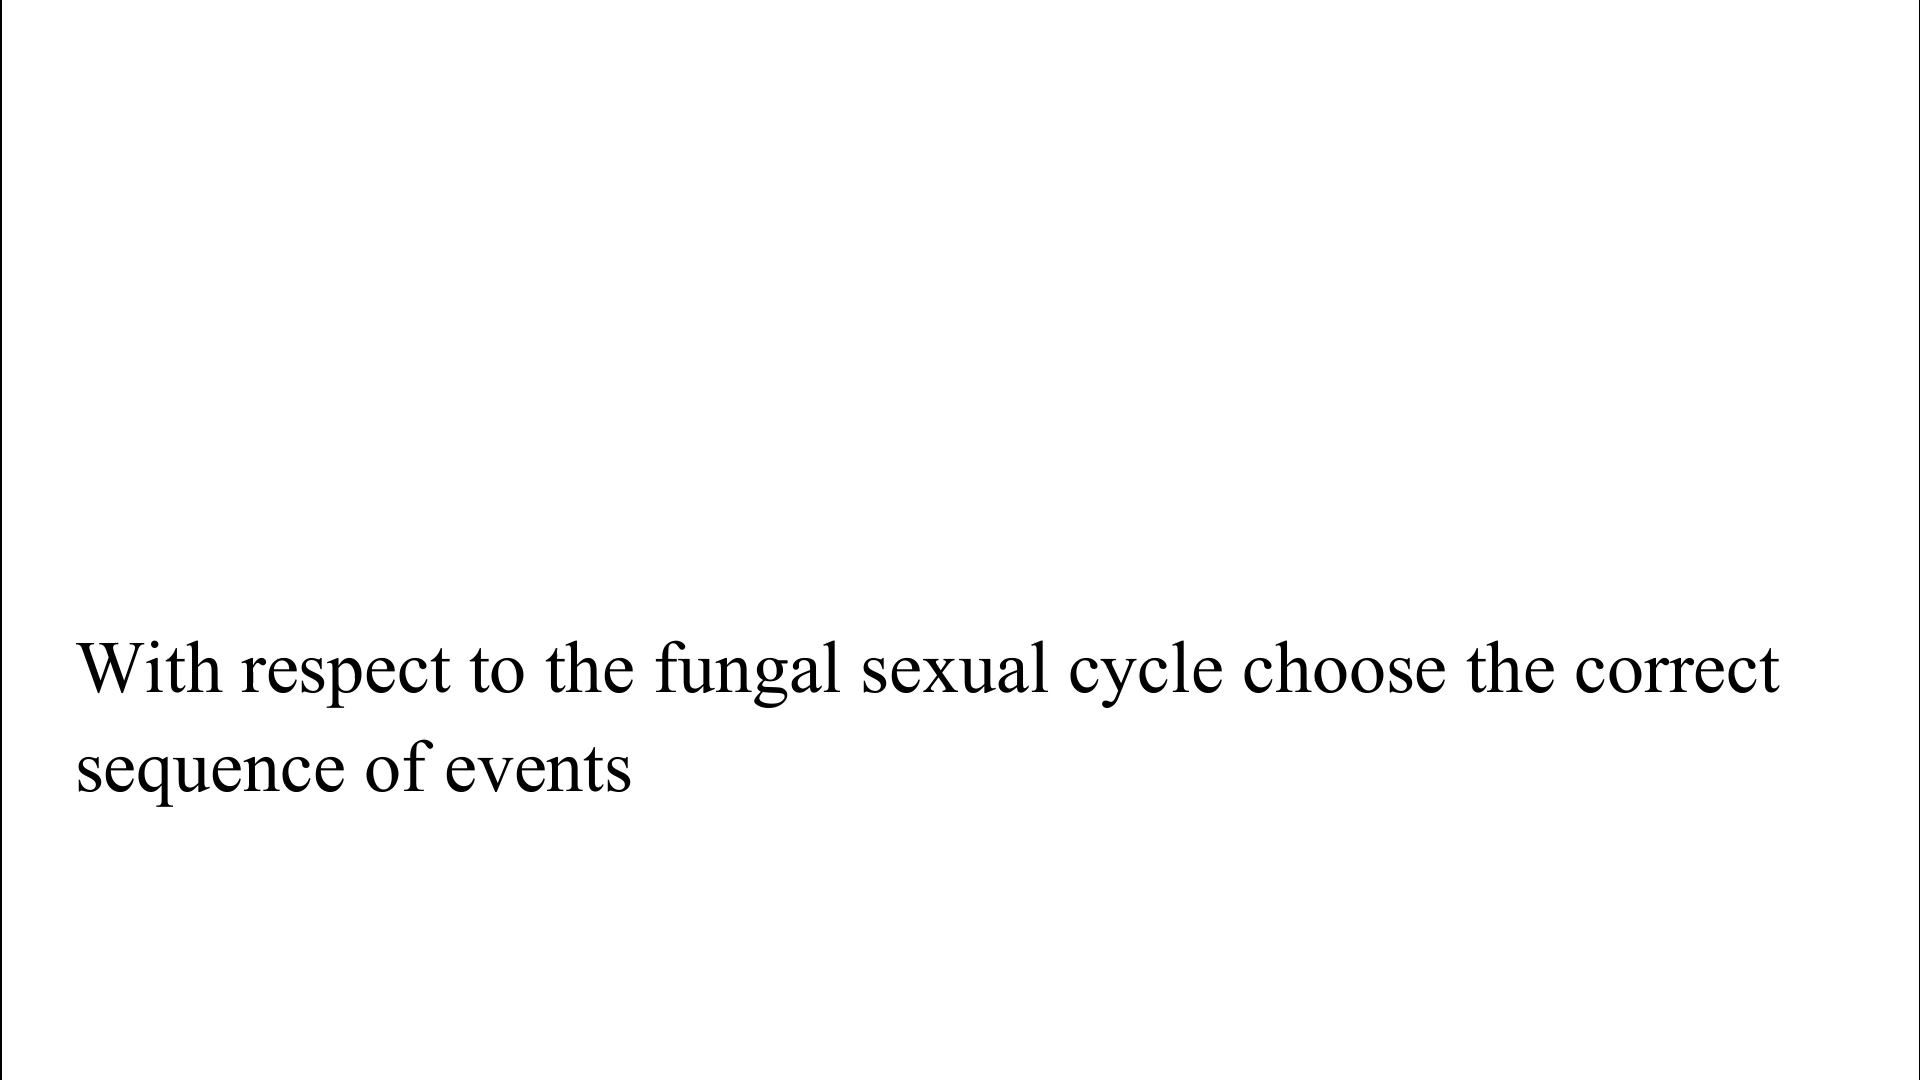 With respect to the fungal sexual cycle choose the correct
sequence of events